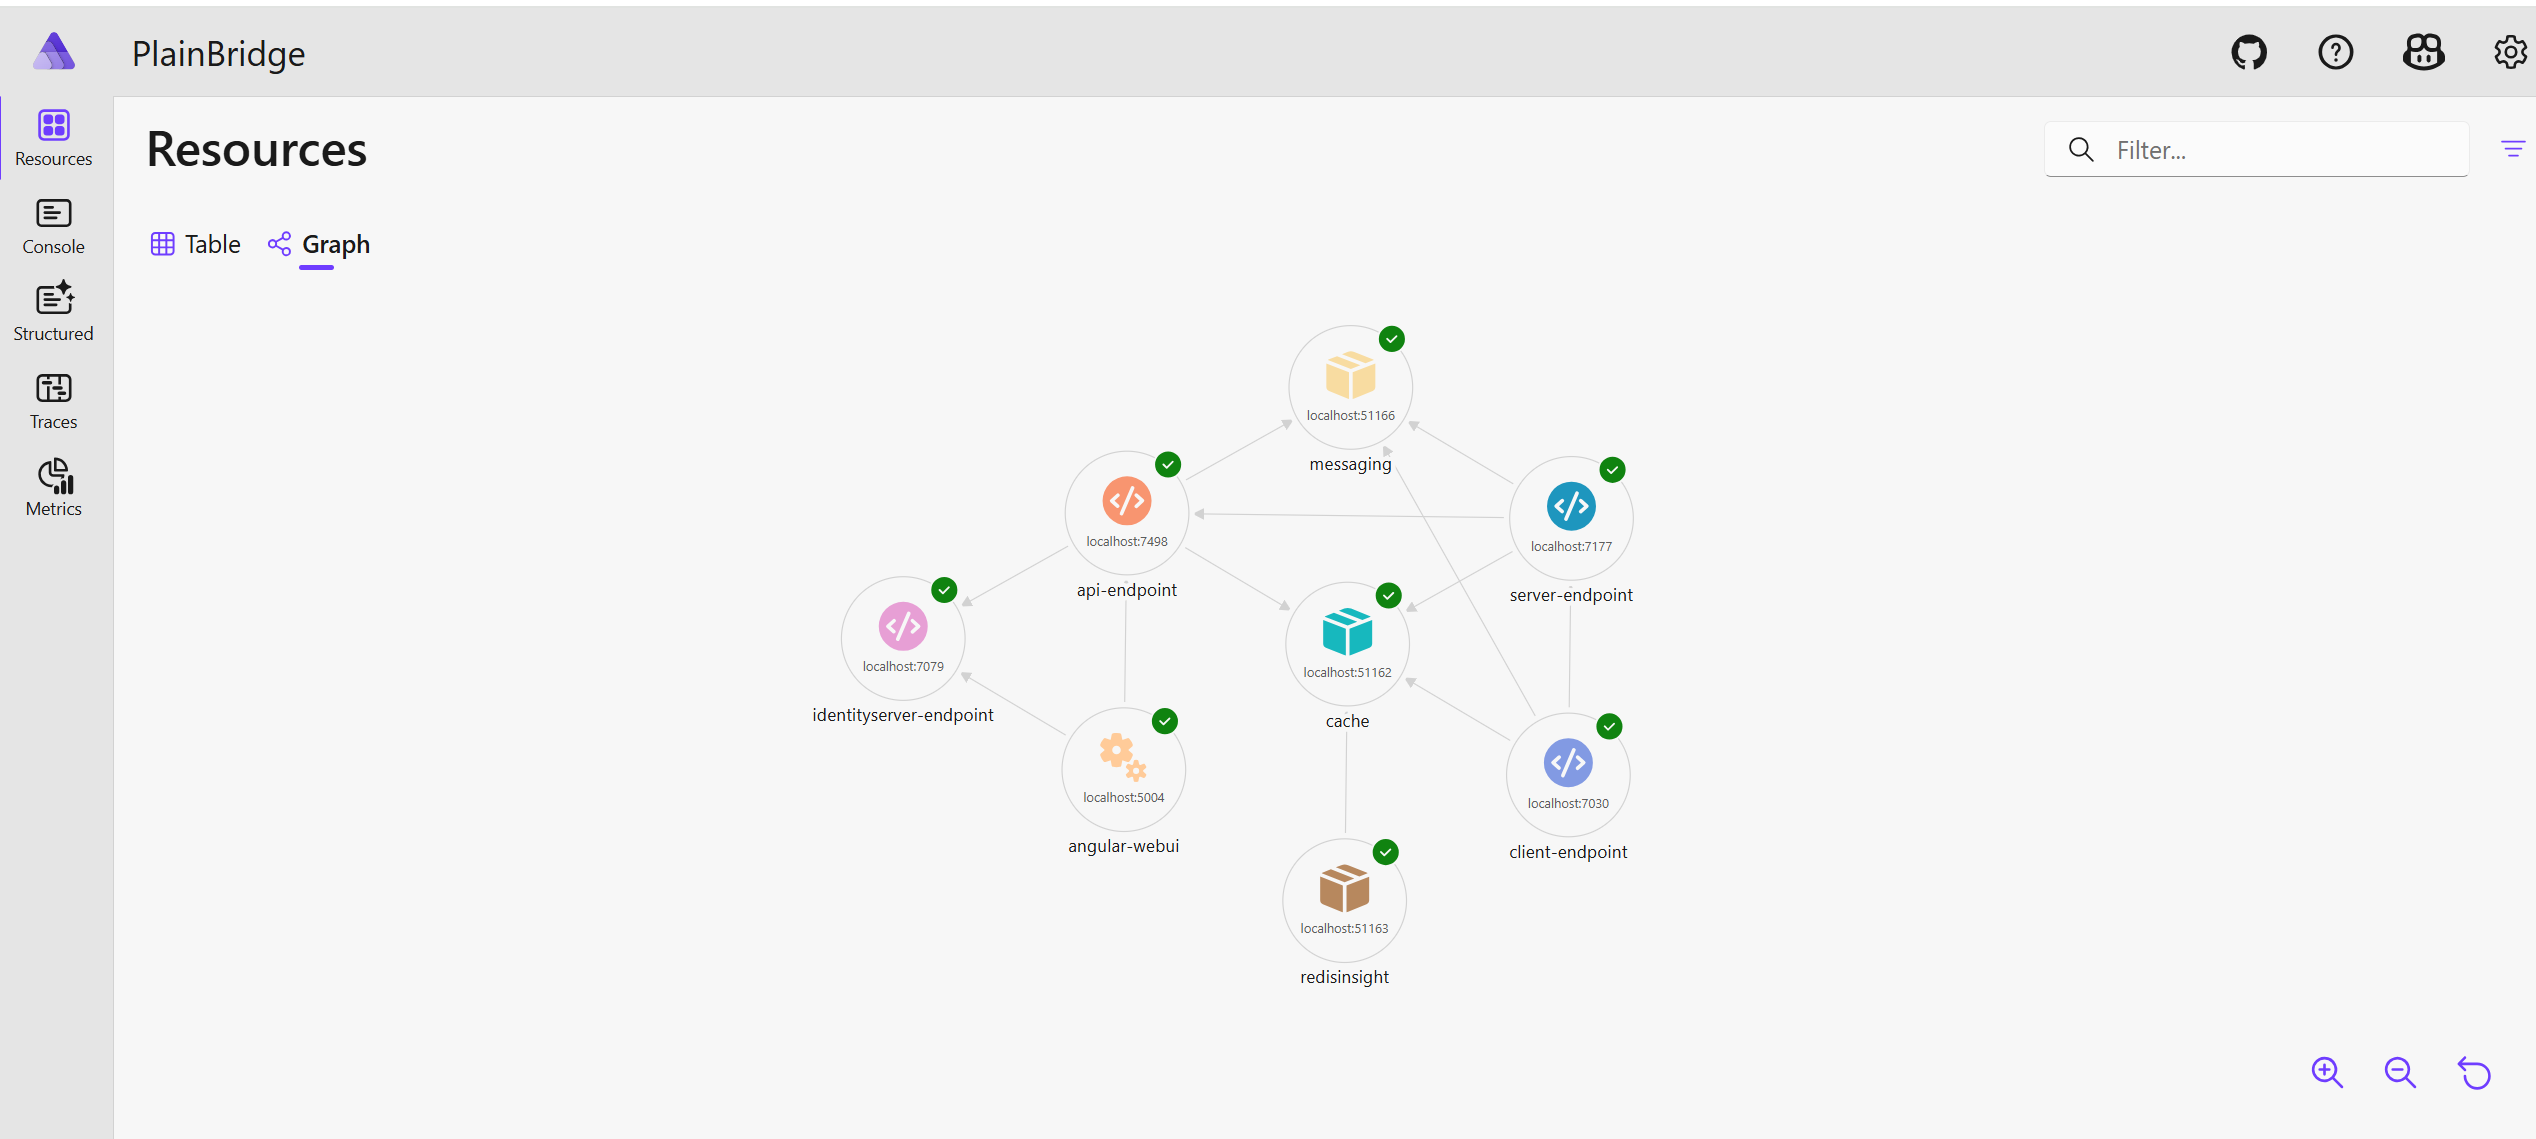 PlainBridge
Resources
Console
Structured
Traces
Metrics
Resources
Filter...
Table
Graph
localhost:51166
messaging
localhost:7498
api-endpoint
localhost:7177
server-endpoint
localhost:7079
identityserver-endpoint
localhost:51162
cache
localhost:5004
angular-webui
localhost:7030
client-endpoint
localhost:51163
redisinsight